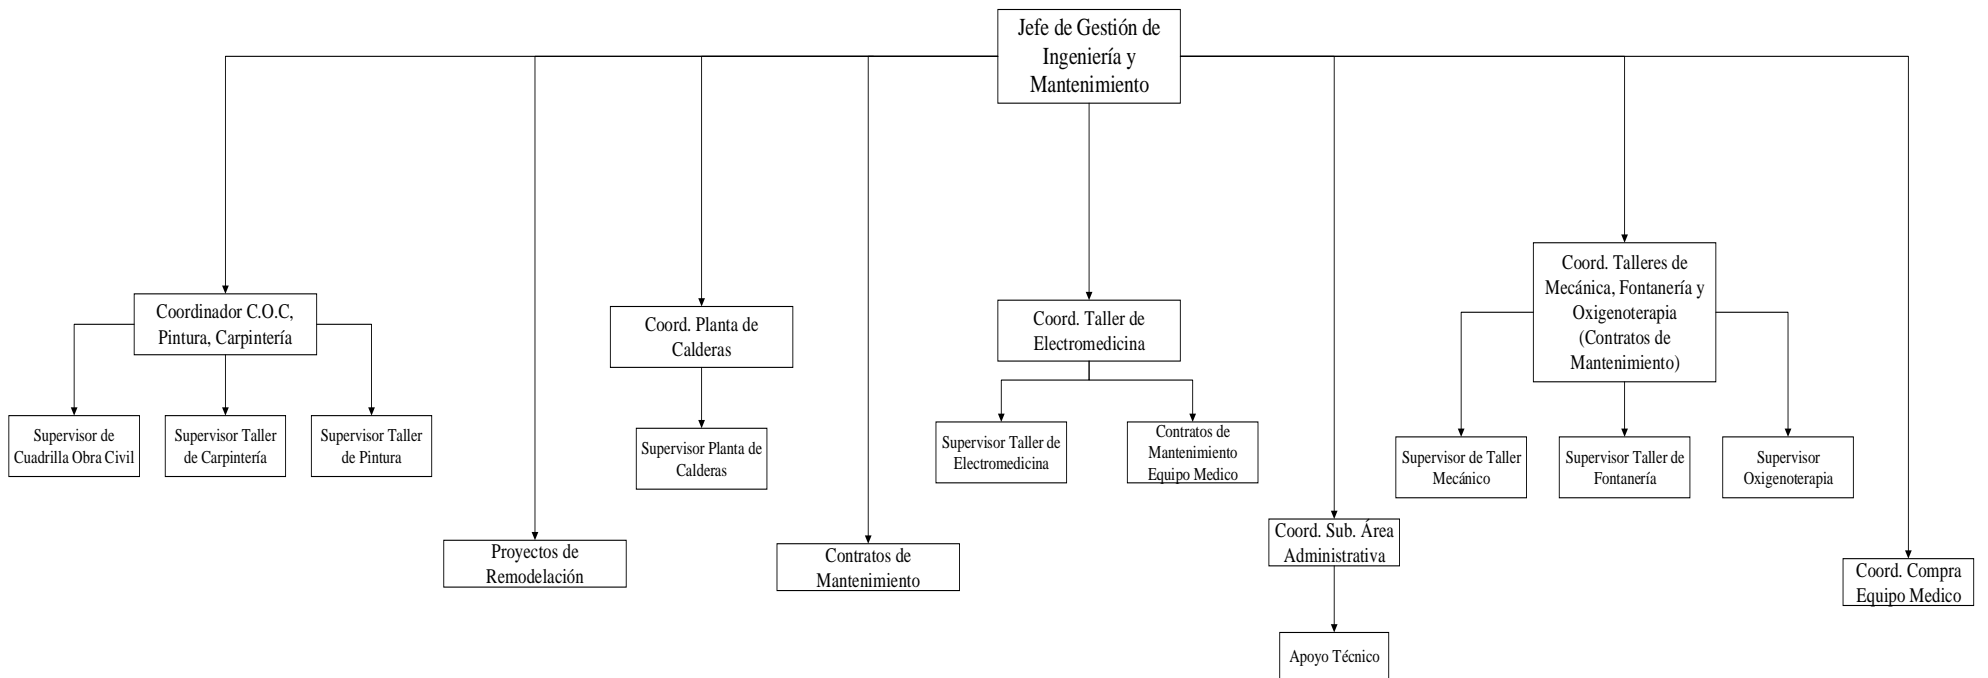 Jefe de Gestión de
Ingeniería y
Mantenimiento
Coordinador C.O.C,
Pintura, Carpintería
Supervisor de
Cuadrilla Obra Civil
Supervisor Taller
de Carpintería
Supervisor Taller
de Pintura
Proyectos de
Remodelación
Coord. Planta de
Calderas
Supervisor Planta de
Calderas
Contratos de
Mantenimiento
Coord. Taller de
Electromedicina
Supervisor Taller de
Electromedicina
Contratos de
Mantenimiento
Equipo Medico
Coord. Sub. Área
Administrativa
Apoyo Técnico
Coord. Talleres de
Mecánica, Fontanería y
Oxigenoterapia
(Contratos de
Mantenimiento)
Supervisor de Taller
Mecánico
Supervisor Taller de
Fontanería
Supervisor
Oxigenoterapia
Coord. Compra
Equipo Medico